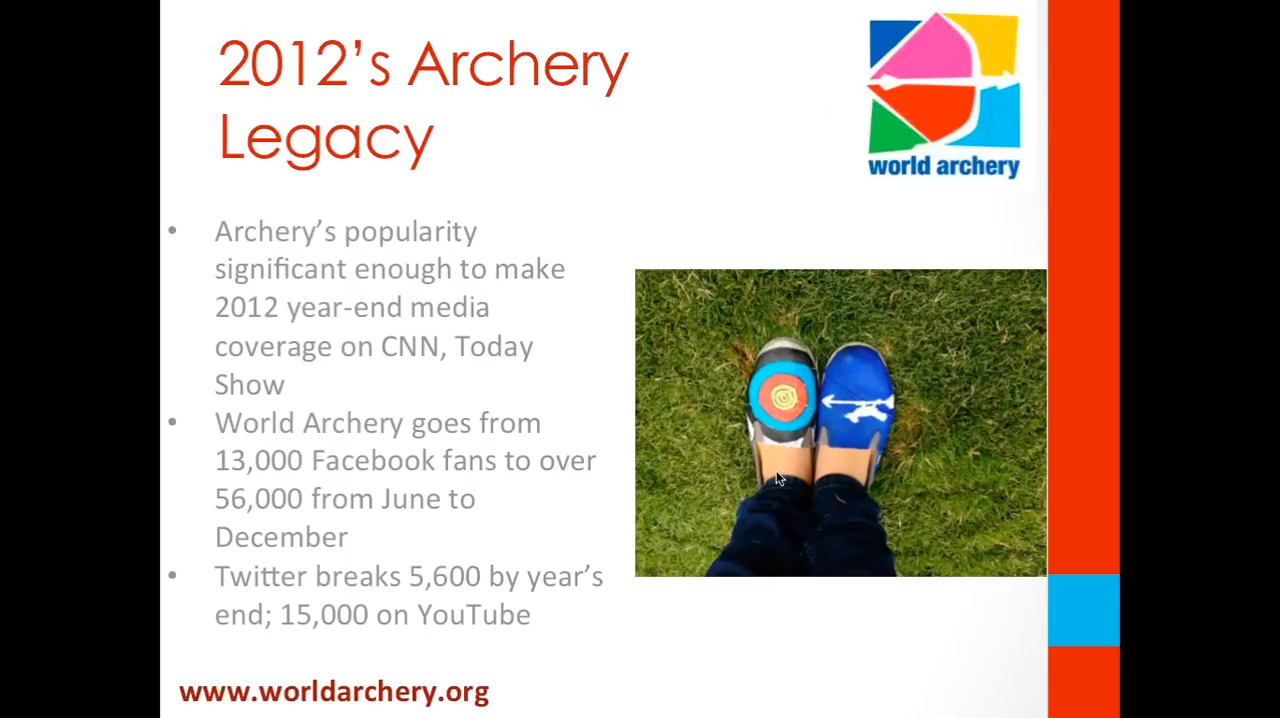 2012’s Archery
Legacy
world archery
• Archery’s popularity
significant enough to make
2012 year-end media
coverage on CNN, Today
Show
• World Archery goes from
13,000 Facebook fans to over
56,000 from June to
December
• Twitter breaks 5,600 by year’s
end; 15,000 on YouTube
www.worldarchery.org